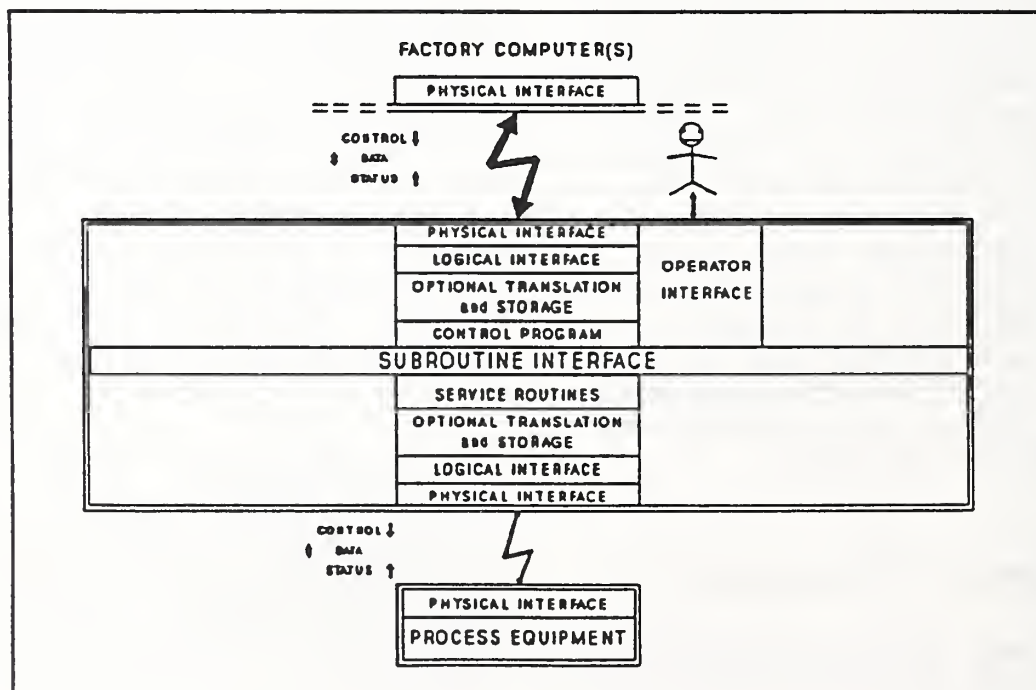 FACTORY COMPUTER(S)
PHYSICAL INTERFACE
CONTROL
DATA
STATUS
PHYSICAL INTERFACE
LOGICAL INTERFACE
OPTIONAL TRANSLATION
and STORAGE
CONTROL PROGRAM
OPERATOR
INTERFACE
SUBROUTINE INTERFACE
SERVICE ROUTINES
OPTIONAL TRANSLATION
and STORAGE
LOGICAL INTERFACE
PHYSICAL INTERFACE
CONTROL
DATA
STATUS
PHYSICAL INTERFACE
PROCESS EQUIPMENT